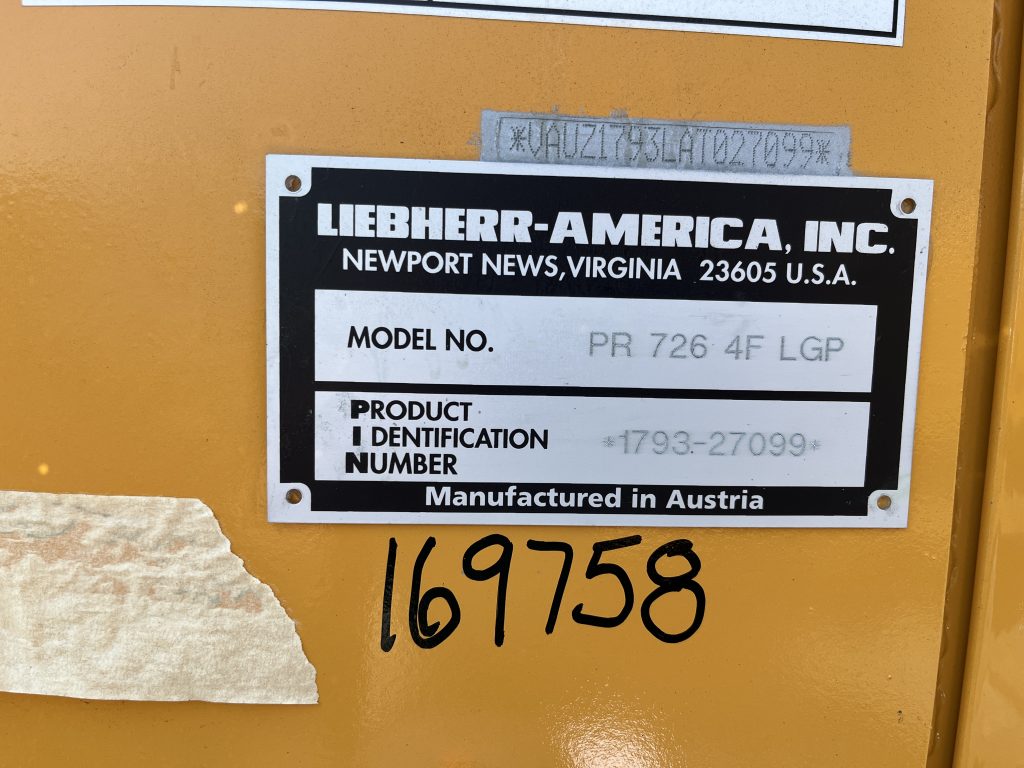 *VAUZ1793LAT027099*
LIEBHERR-AMERICA, INC.
NEWPORT NEWS, VIRGINIA 23605 U.S.A.
MODEL NO. PR 726 4F LGP
PRODUCT
IDENTIFICATION *1793-27099*
NUMBER
Manufactured in Austria
169758